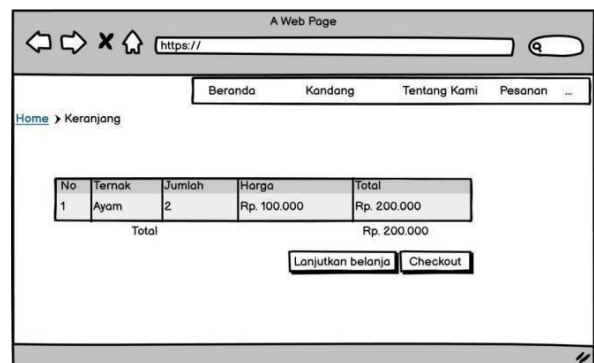 A Web Page
https://
Beranda Kandang Tentang Kami Pesanan ...
Home Keranjang
No Ternak Jumlah Harga Total
1 Ayam 2 Rp. 100.000 Rp. 200.000
Total Rp. 200.000
Lanjutkan belanja Checkout